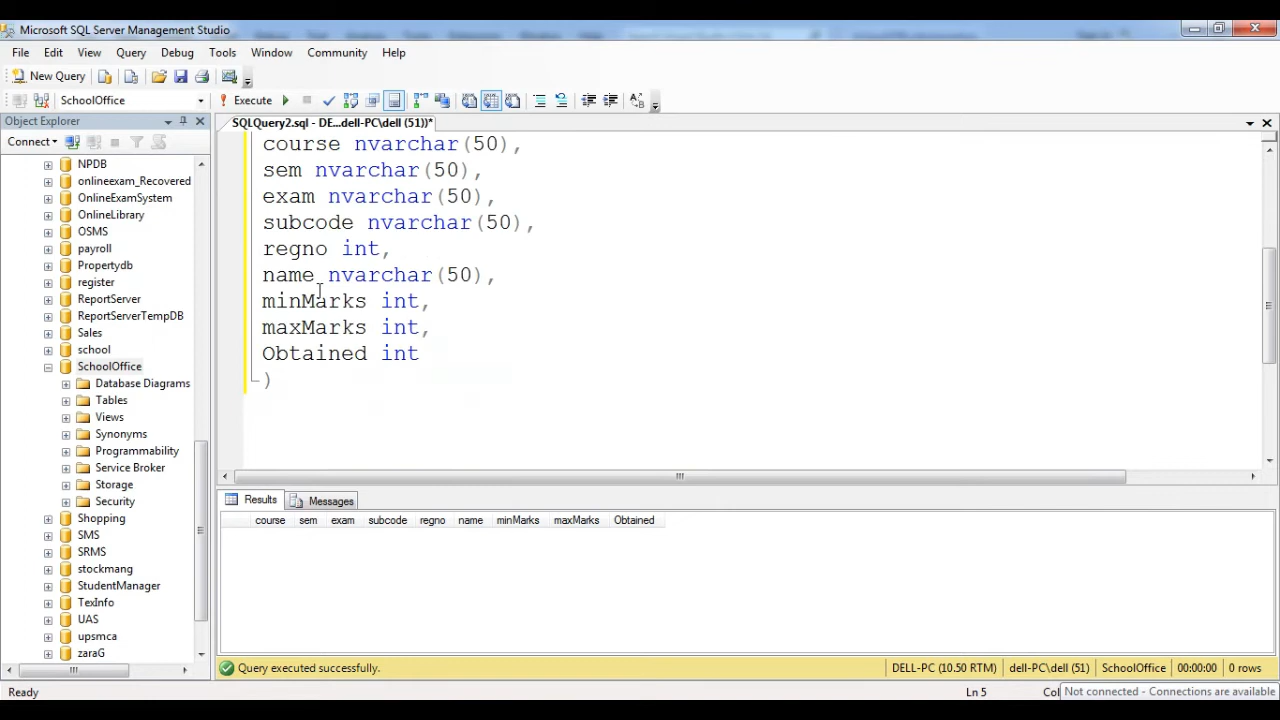 Microsoft SQL Server Management Studio
File Edit View Query Debug Tools Window Community Help
New Query
SchoolOffice Execute
Object Explorer
SQLQuery2.sql - DE...dell-PC\dell (51))*
Connect
NPDB
onlineexam_Recovered
OnlineExamSystem
OnlineLibrary
OSMS
payroll
Propertydb
register
ReportServer
ReportServerTempDB
Sales
school
SchoolOffice
Database Diagrams
Tables
Views
Synonyms
Programmability
Service Broker
Storage
Security
Shopping
SMS
SRMS
stockmang
StudentManager
TexInfo
UAS
upsmca
zaraG
course nvarchar(50),
sem nvarchar(50),
exam nvarchar(50),
subcode nvarchar(50),
regno int,
name nvarchar(50),
minMarks int,
maxMarks int,
Obtained int
)
Results Messages
course sem exam subcode regno name minMarks maxMarks Obtained
Query executed successfully. DELL-PC (10.50 RTM) dell-PC\dell (51) SchoolOffice 00:00:00 0 rows
Ready Ln 5 Col
Not connected - Connections are available